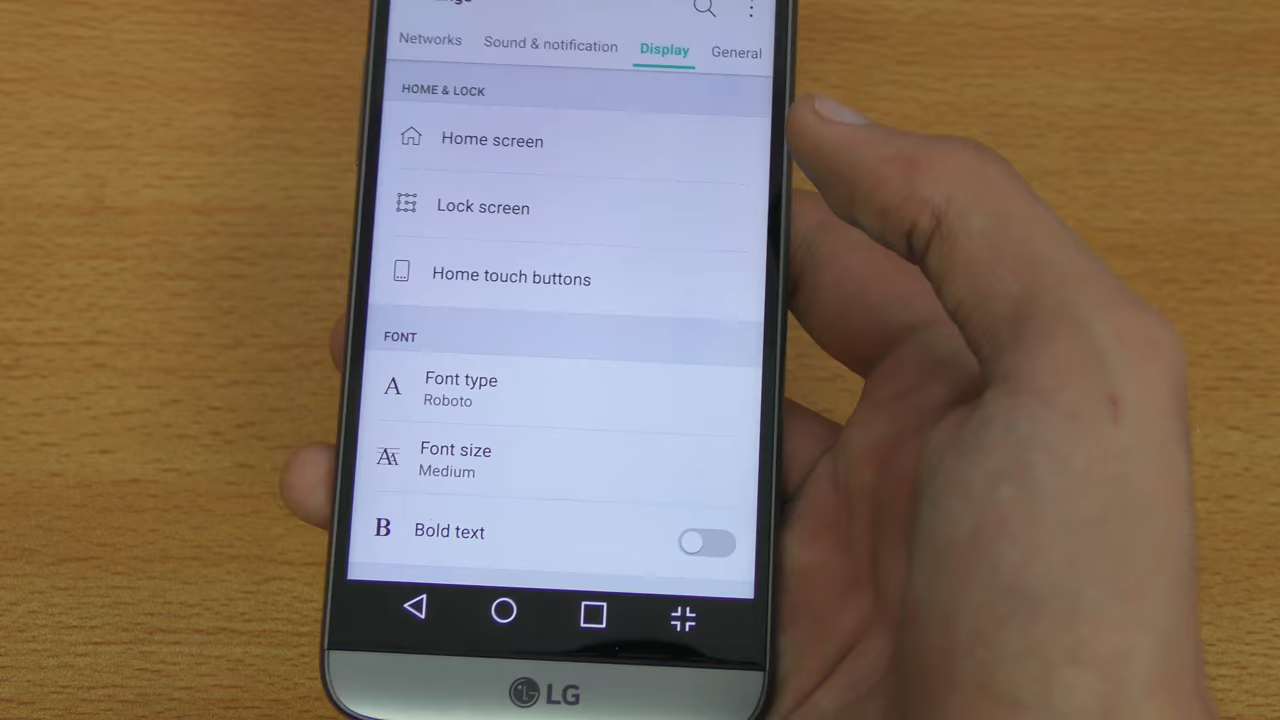 Networks Sound & notification Display General
HOME & LOCK
Home screen
Lock screen
Home touch buttons
FONT
A Font type
Roboto
AA Font size
Medium
B Bold text
LG